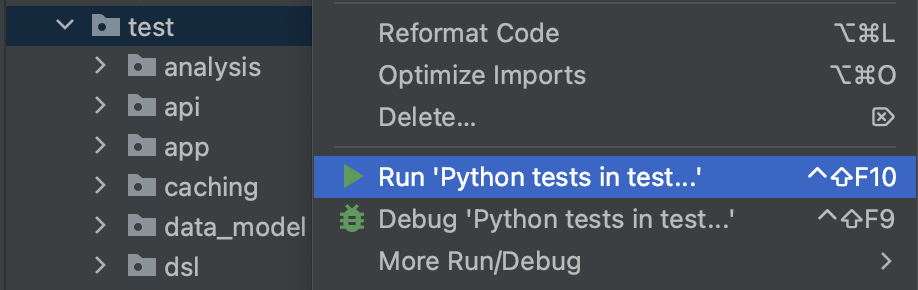 test
analysis
api
app
caching
data_model
dsl
Reformat Code ⌥⌘L
Optimize Imports ⌥⌘O
Delete... ⌦
Run 'Python tests in test...' ^⇧F10
Debug 'Python tests in test...' ^⇧F9
More Run/Debug